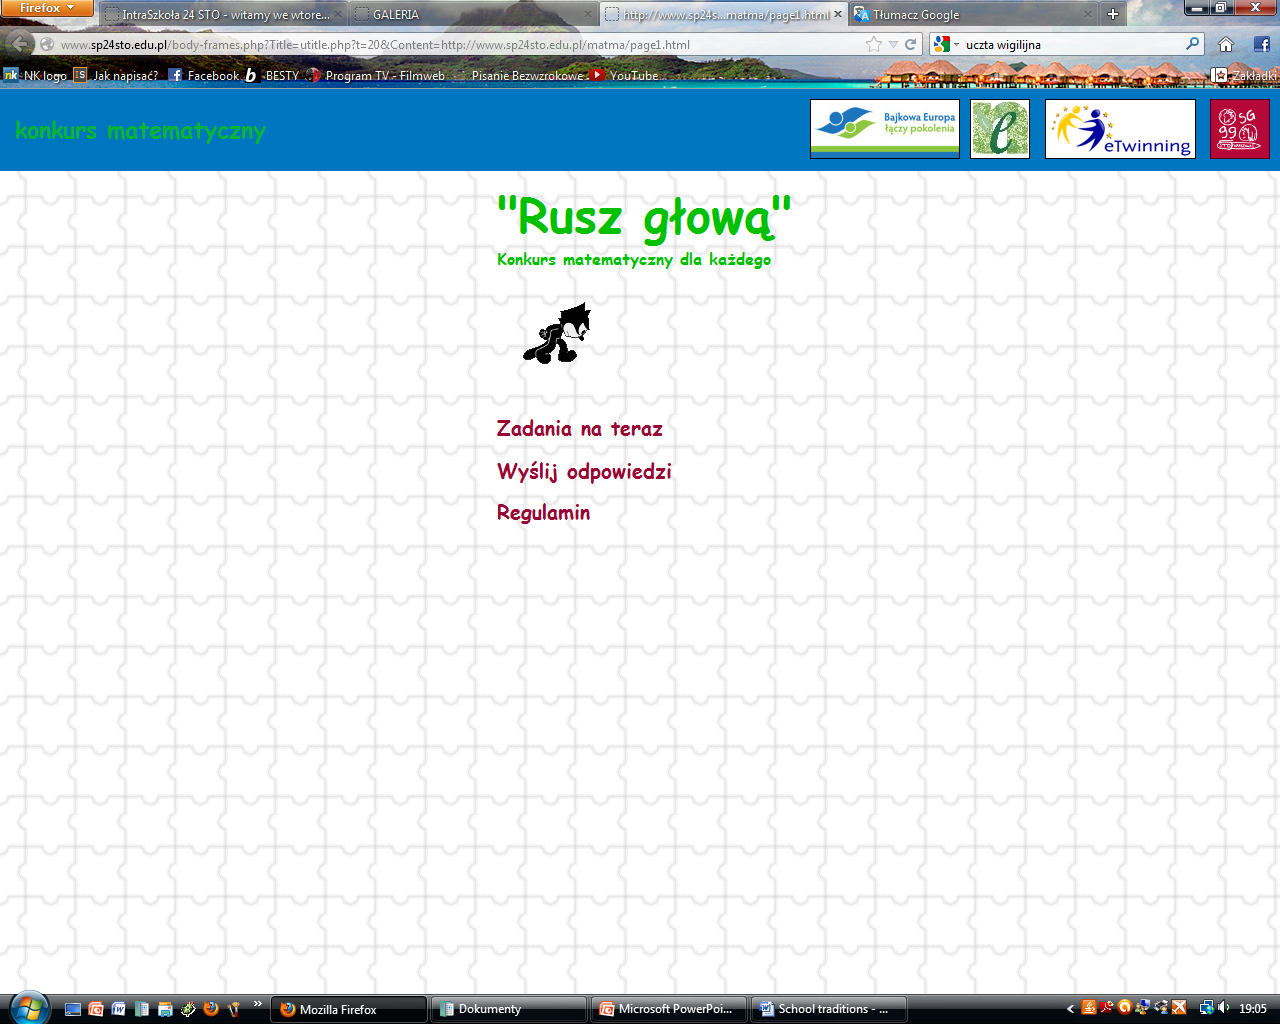 Firefox
IntraSzkoła 24 STO - witamy we wtore...
GALERIA
http://www.sp24s...matma/page1.html
Tłumacz Google
www.sp24sto.edu.pl/body-frames.php?Title=utitle.php?t=20&Content=http://www.sp24sto.edu.pl/matma/page1.html
uczta wigilijna
NK logo
Jak napisać?
Facebook
BESTY
Program TV - Filmweb
Pisanie Bezwzrokowe
YouTube
Zakładki
konkurs matematyczny
Bajkowa Europa
łączy pokolenia
eTwinning
SG
99
"Rusz głową"
Konkurs matematyczny dla każdego
Zadania na teraz
Wyślij odpowiedzi
Regulamin
Mozilla Firefox
Dokumenty
Microsoft PowerPoi...
School traditions - ...
19:05